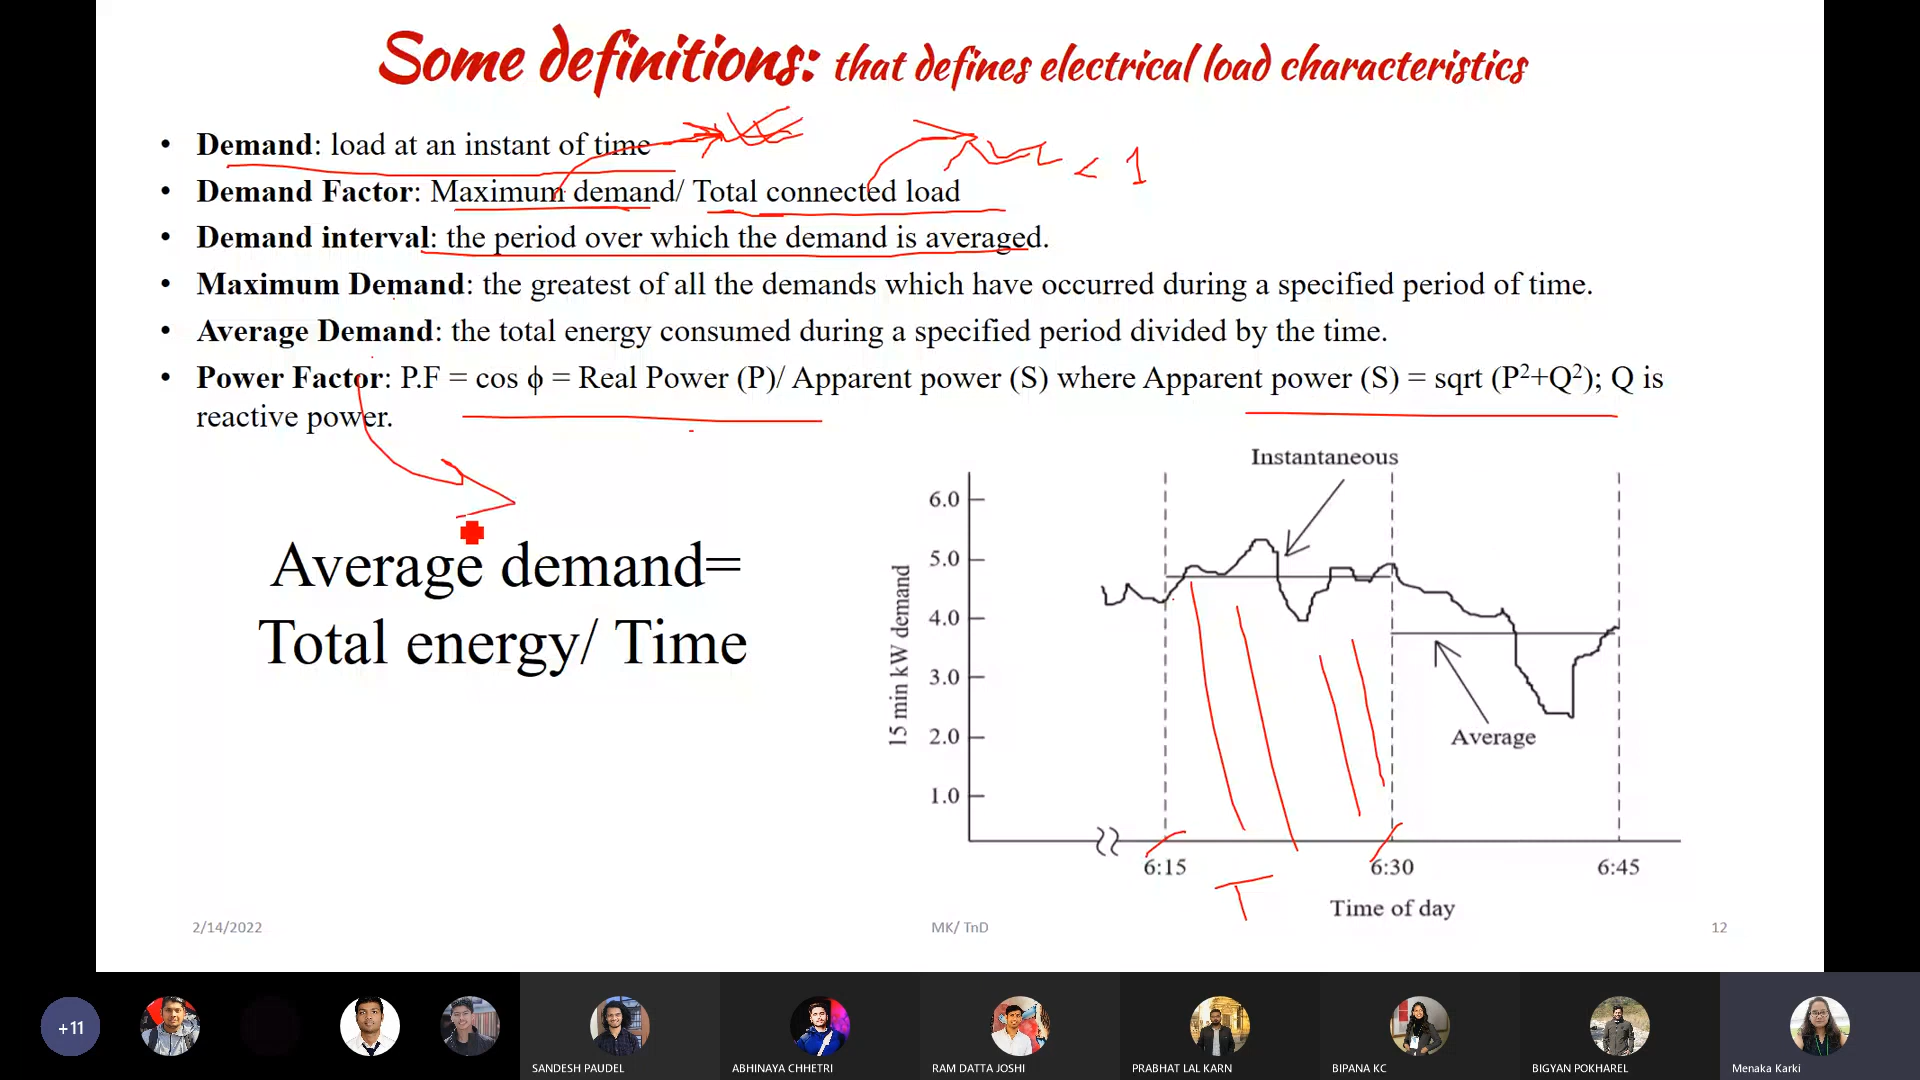 Some definitions: that defines electrical load characteristics
• Demand: load at an instant of time
• Demand Factor: Maximum demand/ Total connected load
< 1
• Demand interval: the period over which the demand is averaged.
• Maximum Demand: the greatest of all the demands which have occurred during a specified period of time.
• Average Demand: the total energy consumed during a specified period divided by the time.
• Power Factor: P.F = cos ϕ = Real Power (P)/ Apparent power (S) where Apparent power (S) = sqrt (P²+Q²); Q is
reactive power.
Average demand=
Total energy/ Time
Instantaneous
6.0
5.0
4.0
3.0
2.0
1.0
15 min kW demand
Average
6:15
6:30
6:45
T
Time of day
2/14/2022
MK/ TnD
12
+11
SANDESH PAUDEL
ABHINAYA CHHETRI
RAM DATTA JOSHI
PRABHAT LAL KARN
BIPANA KC
BIGYAN POKHAREL
Menaka Karki